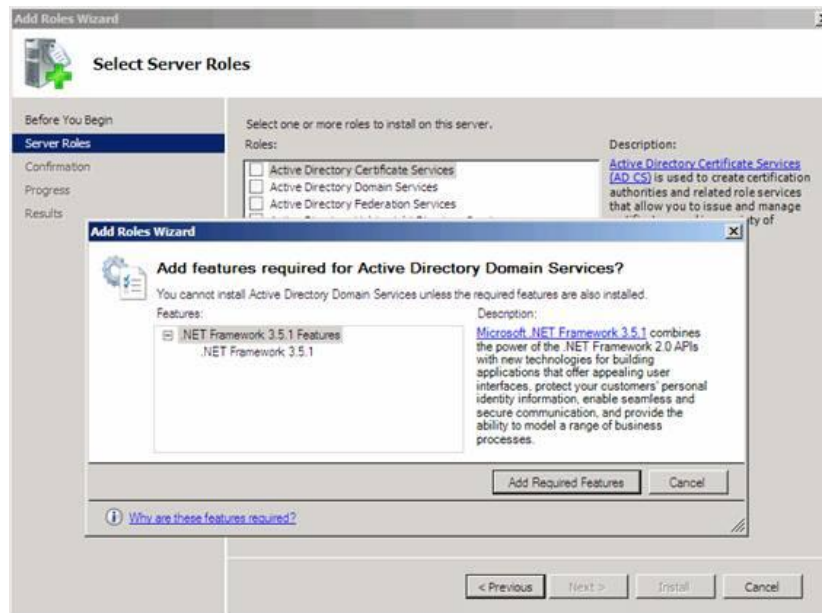 Add Roles Wizard
Select Server Roles
Before You Begin
Server Roles
Confirmation
Progress
Results
Select one or more roles to install on this server.
Roles:
Active Directory Certificate Services
Active Directory Domain Services
Active Directory Federation Services
Description:
Active Directory Certificate Services
(AD CS) is used to create certification
authorities and related role services
that allow you to issue and manage
Add Roles Wizard
Add features required for Active Directory Domain Services?
You cannot install Active Directory Domain Services unless the required features are also installed.
Features:
.NET Framework 3.5.1 Features
.NET Framework 3.5.1
Description:
Microsoft .NET Framework 3.5.1 combines
the power of the .NET Framework 2.0 APIs
with new technologies for building
applications that offer appealing user
interfaces, protect your customers' personal
identity information, enable seamless and
secure communication, and provide the
ability to model a range of business
processes.
Add Required Features
Cancel
Why are these features required?
< Previous
Next >
Install
Cancel